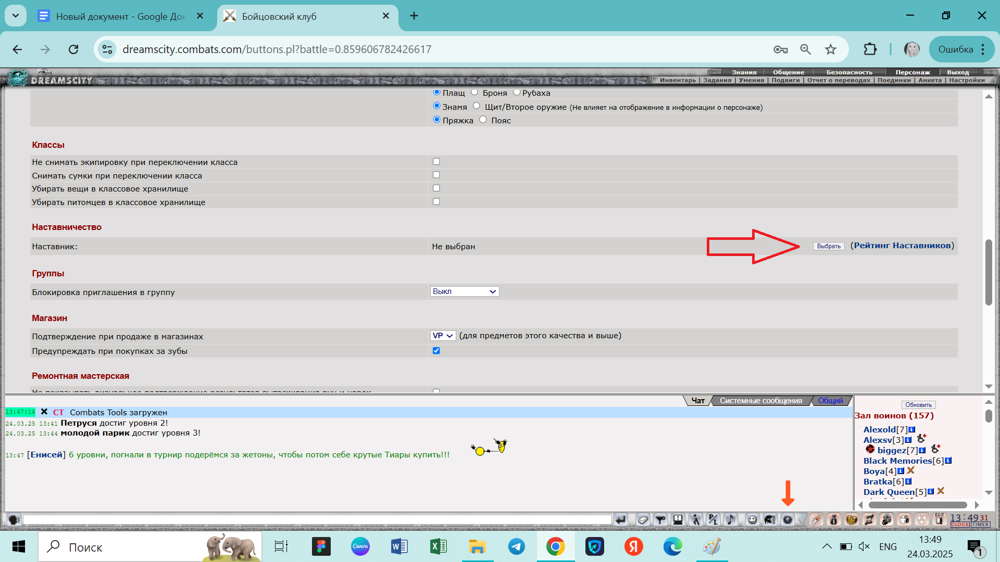 Новый документ - Google Док
Бойцовский клуб
dreamscity.combats.com/buttons.pl?battle=0.859606782426617
Ошибка
DREAMSCITY
Знания Общение Безопасность Персонаж Выход
Инвентарь | Задания | Умения | Подвиги | Отчет о переводах | Поединки | Анкета | Настройки
Плащ Броня Рубаха
Знамя Щит/Второе оружие (Не влияет на отображение в информации о персонаже)
Пряжка Пояс
Классы
Не снимать экипировку при переключении класса
Снимать сумки при переключении класса
Убирать вещи в классовое хранилище
Убирать питомцев в классовое хранилище
Наставничество
Наставник: Не выбран Выбрать (Рейтинг Наставников)
Группы
Блокировка приглашения в группу Выкл
Магазин
Подтверждение при продаже в магазинах VP (для предметов этого качества и выше)
Предупреждать при покупках за зубы
Ремонтная мастерская
Чат Системные сообщения Общий
13:47:14 CT Combats Tools загружен
24.03.25 13:41 Петруся достиг уровня 2!
24.03.25 13:44 молодой парик достиг уровня 3!
13:47 [Енисей] 6 уровни, погнали в турнир подерёмся за жетоны, чтобы потом себе крутые Тиары купить!!!
Обновить
Зал воинов (157)
Alexold[7]
Alexsv[3]
biggez[7]
Black Memories[6]
Boya[4]
Bratka[6]
Dark Queen[5]
P/L
EXIT
13:49 31
CLOCK TIMER
Поиск
Canva
ENG
13:49
24.03.2025
1